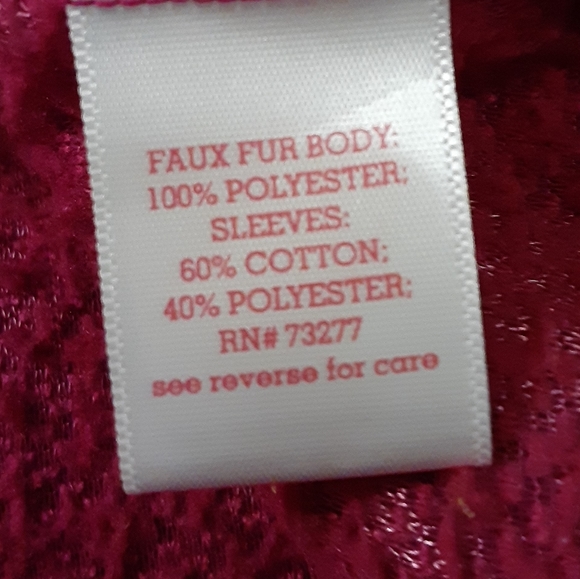 FAUX FUR BODY:
100% POLYESTER;
SLEEVES:
60% COTTON;
40% POLYESTER;
RN# 73277
see reverse for care